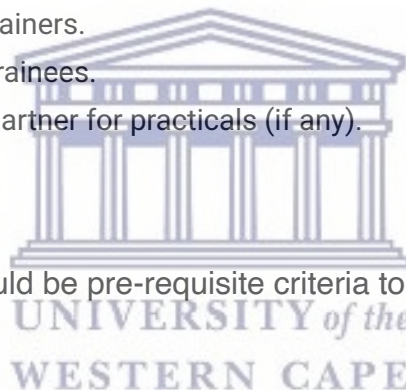 ainers.
rainees.
artner for practicals (if any).
uld be pre-requisite criteria to
UNIVERSITY of the
WESTERN CAPE